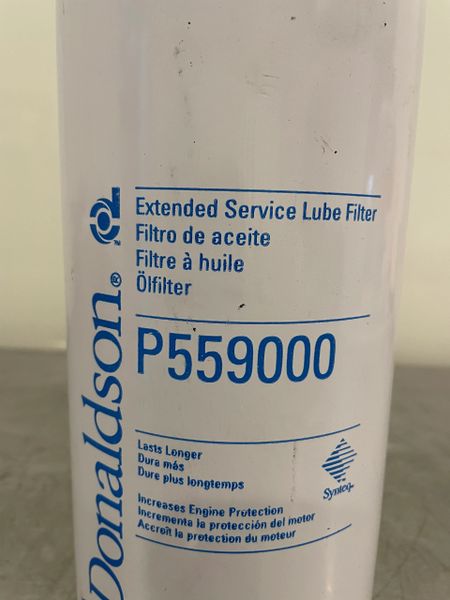 Donaldson®
Extended Service Lube Filter
Filtro de aceite
Filtre à huile
Ölfilter
P559000
Lasts Longer
Dura más
Dure plus longtemps
Synteq
Increases Engine Protection
Incrementa la protección del motor
Accroît la protection du moteur